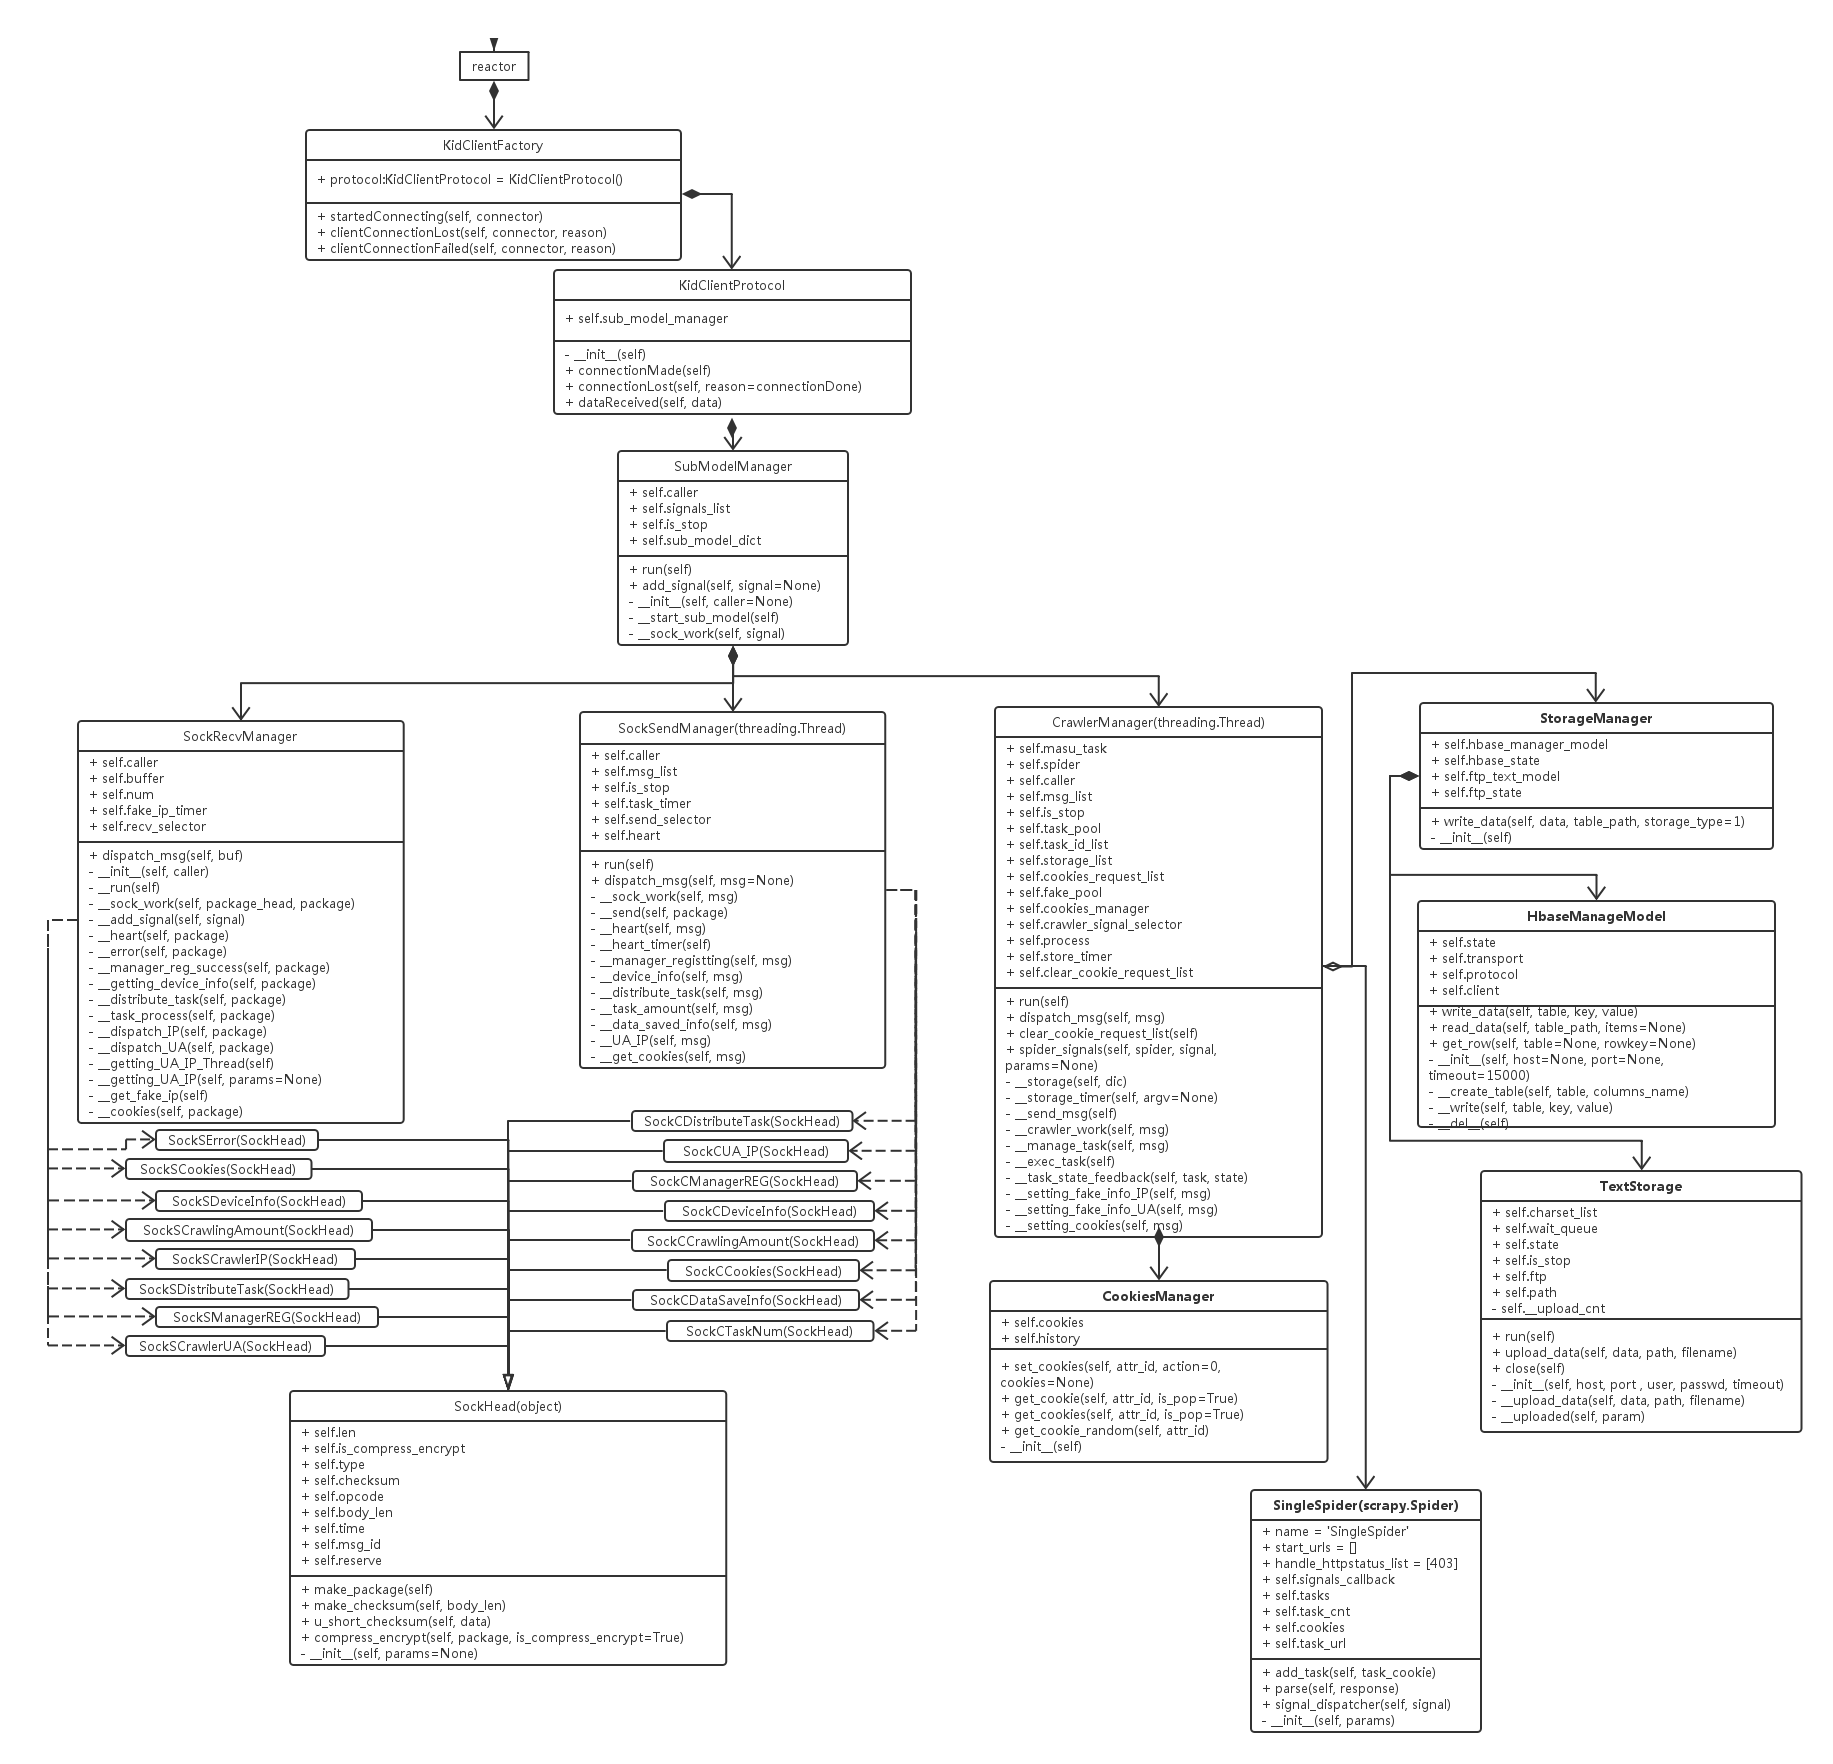 reactor
KidClientFactory
+ protocol:KidClientProtocol = KidClientProtocol()
+ startedConnecting(self, connector)
+ clientConnectionLost(self, connector, reason)
+ clientConnectionFailed(self, connector, reason)
KidClientProtocol
+ self.sub_model_manager
- __init__(self)
+ connectionMade(self)
+ connectionLost(self, reason=connectionDone)
+ dataReceived(self, data)
SubModelManager
+ self.caller
+ self.signals_list
+ self.is_stop
+ self.sub_model_dict
+ run(self)
+ add_signal(self, signal=None)
- __init__(self, caller=None)
- __start_sub_model(self)
- __sock_work(self, signal)
SockRecvManager
+ self.caller
+ self.buffer
+ self.num
+ self.fake_ip_timer
+ self.recv_selector
+ dispatch_msg(self, buf)
- __init__(self, caller)
- __run(self)
- __sock_work(self, package_head, package)
- __add_signal(self, signal)
- __heart(self, package)
- __error(self, package)
- __manager_reg_success(self, package)
- __getting_device_info(self, package)
- __distribute_task(self, package)
- __task_process(self, package)
- __dispatch_IP(self, package)
- __dispatch_UA(self, package)
- __getting_UA_IP_Thread(self)
- __getting_UA_IP(self, params=None)
- __get_fake_ip(self)
- __cookies(self, package)
SockSendManager(threading.Thread)
+ self.caller
+ self.msg_list
+ self.is_stop
+ self.task_timer
+ self.send_selector
+ self.heart
+ run(self)
+ dispatch_msg(self, msg=None)
- __sock_work(self, msg)
- __send(self, package)
- __heart(self, msg)
- __heart_timer(self)
- __manager_registting(self, msg)
- __device_info(self, msg)
- __distribute_task(self, msg)
- __task_amount(self, msg)
- __data_saved_info(self, msg)
- __UA_IP(self, msg)
- __get_cookies(self, msg)
CrawlerManager(threading.Thread)
+ self.masu_task
+ self.spider
+ self.caller
+ self.msg_list
+ self.is_stop
+ self.task_pool
+ self.task_id_list
+ self.storage_list
+ self.cookies_request_list
+ self.fake_pool
+ self.cookies_manager
+ self.crawler_signal_selector
+ self.process
+ self.store_timer
+ self.clear_cookie_request_list
+ run(self)
+ dispatch_msg(self, msg)
+ clear_cookie_request_list(self)
+ spider_signals(self, spider, signal,
params=None)
- __storage(self, dic)
- __storage_timer(self, argv=None)
- __send_msg(self)
- __crawler_work(self, msg)
- __manage_task(self, msg)
- __exec_task(self)
- __task_state_feedback(self, task, state)
- __setting_fake_info_IP(self, msg)
- __setting_fake_info_UA(self, msg)
- __setting_cookies(self, msg)
StorageManager
+ self.hbase_manager_model
+ self.hbase_state
+ self.ftp_text_model
+ self.ftp_state
+ write_data(self, data, table_path, storage_type=1)
- __init__(self)
HbaseManageModel
+ self.state
+ self.transport
+ self.protocol
+ self.client
+ write_data(self, table, key, value)
+ read_data(self, table_path, items=None)
+ get_row(self, table=None, rowkey=None)
- __init__(self, host=None, port=None,
timeout=15000)
- __create_table(self, table, columns_name)
- __write(self, table, key, value)
- __del__(self)
TextStorage
+ self.charset_list
+ self.wait_queue
+ self.state
+ self.is_stop
+ self.ftp
+ self.path
- self.__upload_cnt
+ run(self)
+ upload_data(self, data, path, filename)
+ close(self)
- __init__(self, host, port , user, passwd, timeout)
- __upload_data(self, data, path, filename)
- __uploaded(self, param)
SockSError(SockHead)
SockSCookies(SockHead)
SockSDeviceInfo(SockHead)
SockSCrawlingAmount(SockHead)
SockSCrawlerIP(SockHead)
SockSDistributeTask(SockHead)
SockSManagerREG(SockHead)
SockSCrawlerUA(SockHead)
SockCDistributeTask(SockHead)
SockCUA_IP(SockHead)
SockCManagerREG(SockHead)
SockCDeviceInfo(SockHead)
SockCCrawlingAmount(SockHead)
SockCCookies(SockHead)
SockCDataSaveInfo(SockHead)
SockCTaskNum(SockHead)
CookiesManager
+ self.cookies
+ self.history
+ set_cookies(self, attr_id, action=0,
cookies=None)
+ get_cookie(self, attr_id, is_pop=True)
+ get_cookies(self, attr_id, is_pop=True)
+ get_cookie_random(self, attr_id)
- __init__(self)
SockHead(object)
+ self.len
+ self.is_compress_encrypt
+ self.type
+ self.checksum
+ self.opcode
+ self.body_len
+ self.time
+ self.msg_id
+ self.reserve
+ make_package(self)
+ make_checksum(self, body_len)
+ u_short_checksum(self, data)
+ compress_encrypt(self, package, is_compress_encrypt=True)
- __init__(self, params=None)
SingleSpider(scrapy.Spider)
+ name = 'SingleSpider'
+ start_urls = []
+ handle_httpstatus_list = [403]
+ self.signals_callback
+ self.tasks
+ self.task_cnt
+ self.cookies
+ self.task_url
+ add_task(self, task_cookie)
+ parse(self, response)
+ signal_dispatcher(self, signal)
- __init__(self, params)